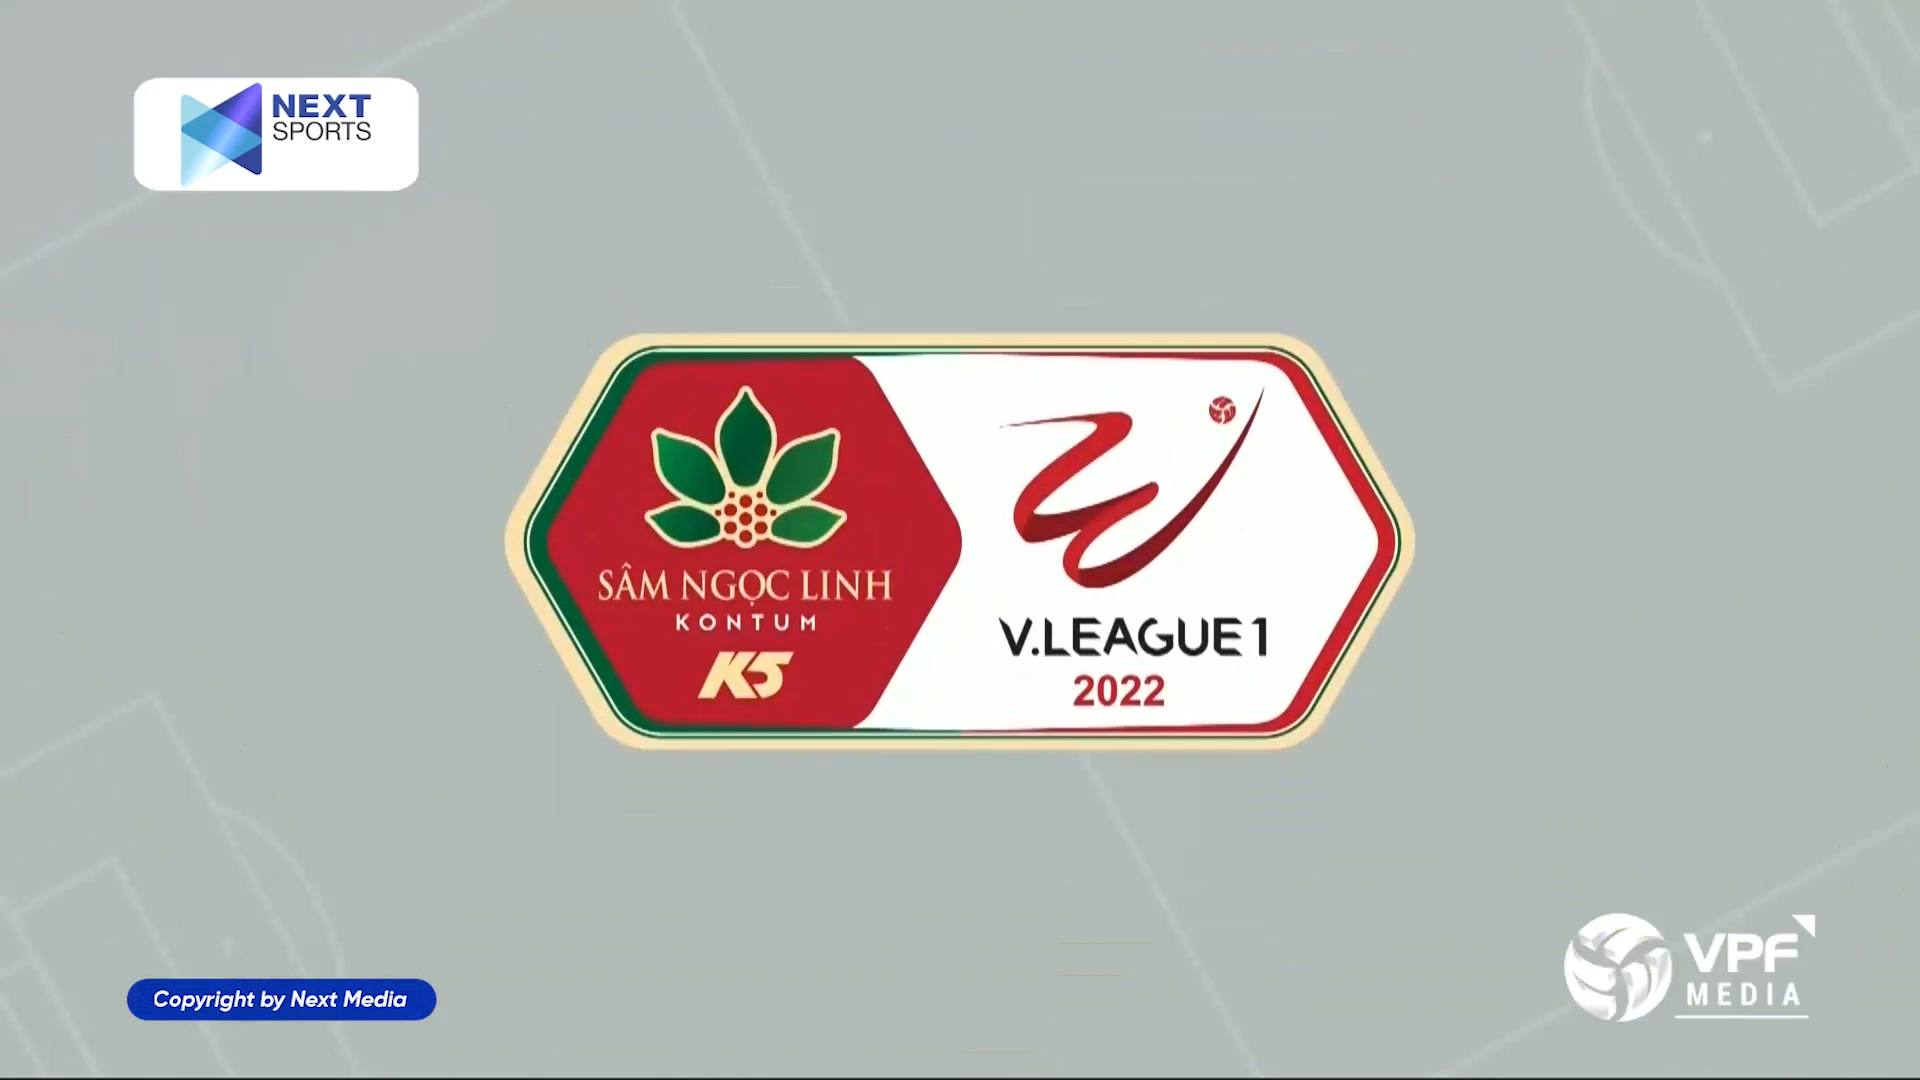 NEXT
SPORTS
SÂM NGỌC LINH
KONTUM
K5
V.LEAGUE 1
2022
Copyright by Next Media
VPF
MEDIA